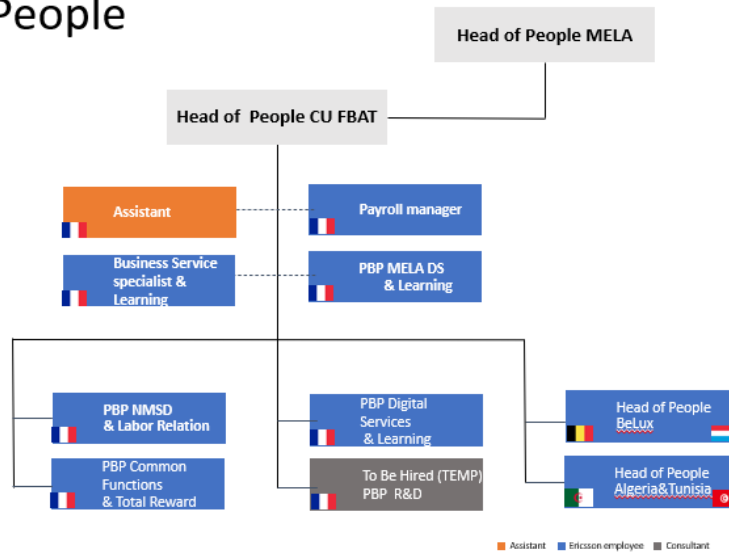 People
Head of People MELA
Head of  People CU FBAT
Assistant
Payroll manager
Business Service
specialist &
Learning
PBP MELA DS
& Learning
PBP NMSD
& Labor Relation
PBP Digital
Services
& Learning
Head of People
BeLux
PBP Common
Functions
& Total Reward
To Be Hired (TEMP)
PBP  R&D
Head of People
Algeria&Tunisia
Assistant
Ericsson employee
Consultant